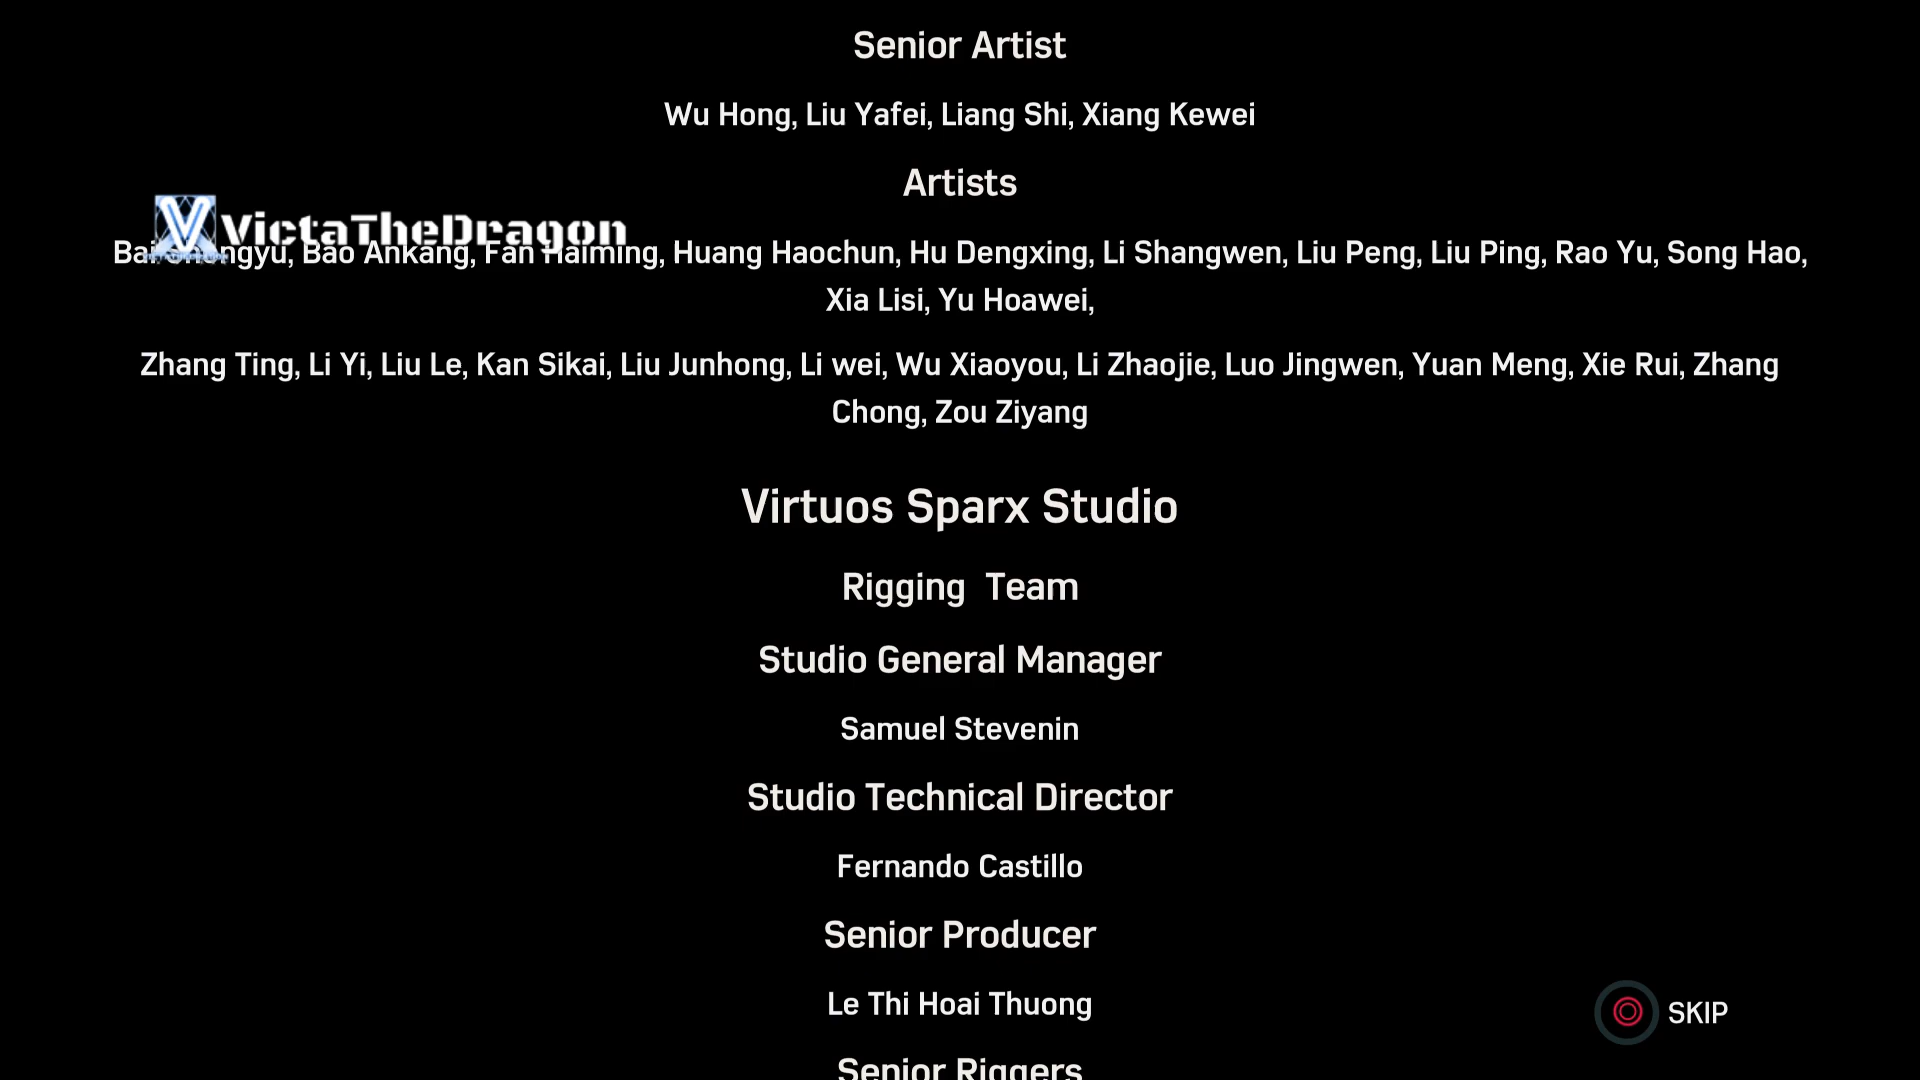 Senior Artist
Wu Hong, Liu Yafei, Liang Shi, Xiang Kewei
Artists
VictaTheDragon
Bai, Bao Ankang, Fan Haiming, Huang Haochun, Hu Dengxing, Li Shangwen, Liu Peng, Liu Ping, Rao Yu, Song Hao,
Xia Lisi, Yu Hoawei,
Zhang Ting, Li Yi, Liu Le, Kan Sikai, Liu Junhong, Li wei, Wu Xiaoyou, Li Zhaojie, Luo Jingwen, Yuan Meng, Xie Rui, Zhang
Chong, Zou Ziyang
Virtuos Sparx Studio
Rigging  Team
Studio General Manager
Samuel Stevenin
Studio Technical Director
Fernando Castillo
Senior Producer
Le Thi Hoai Thuong
SKIP
Senior Riggers